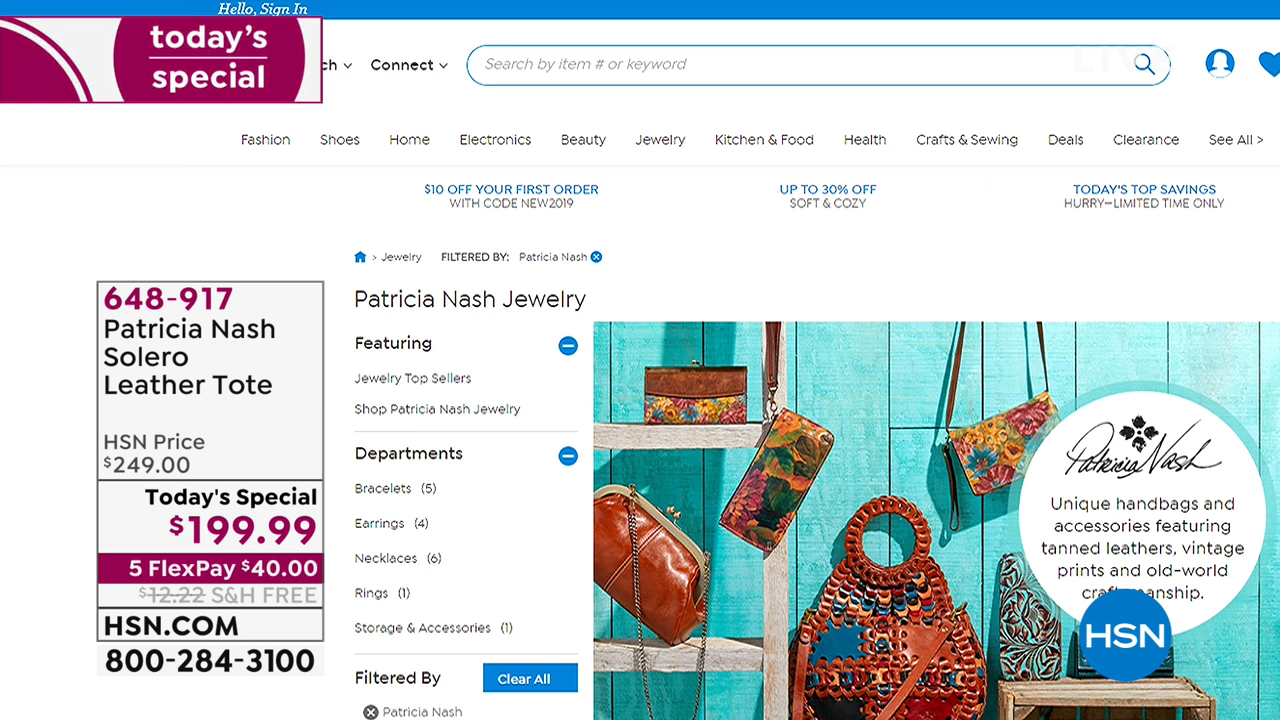 Hello, Sign In
today's
special
ch
Connect
Search by item # or keyword
Fashion
Shoes
Home
Electronics
Beauty
Jewelry
Kitchen & Food
Health
Crafts & Sewing
Deals
Clearance
See All >
$10 OFF YOUR FIRST ORDER
WITH CODE NEW2019
UP TO 30% OFF
SOFT & COZY
TODAY'S TOP SAVINGS
HURRY—LIMITED TIME ONLY
> Jewelry
FILTERED BY: Patricia Nash
648-917
Patricia Nash
Solero
Leather Tote
HSN Price
$249.00
Today's Special
$199.99
5 FlexPay $40.00
$12.22 S&H FREE
HSN.COM
800-284-3100
Patricia Nash Jewelry
Featuring
Jewelry Top Sellers
Shop Patricia Nash Jewelry
Departments
Bracelets (5)
Earrings (4)
Necklaces (6)
Rings (1)
Storage & Accessories (1)
Filtered By
Clear All
Patricia Nash
Patricia Nash
Unique handbags and
accessories featuring
tanned leathers, vintage
prints and old-world
craftsmanship.
HSN